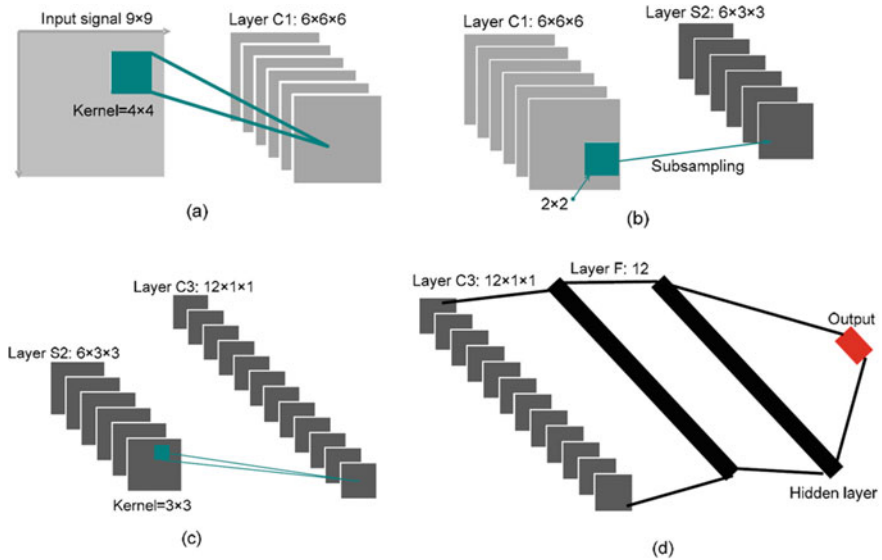 Input signal 9×9
Layer C1: 6×6×6
Kernel=4×4
(a)
Layer C1: 6×6×6
Layer S2: 6×3×3
Subsampling
2×2
(b)
Layer C3: 12×1×1
Layer S2: 6×3×3
Kernel=3×3
(c)
Layer C3: 12×1×1
Layer F: 12
Output
Hidden layer
(d)